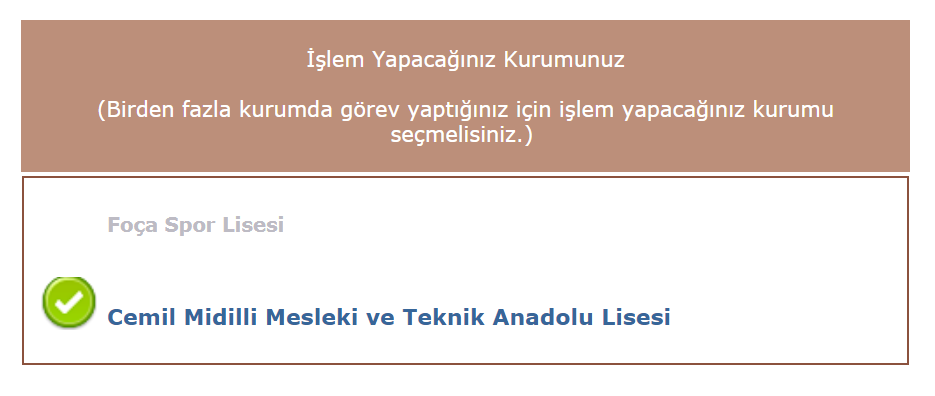 İşlem Yapacağınız Kurumunuz
(Birden fazla kurumda görev yaptığınız için işlem yapacağınız kurumu
seçmelisiniz.)
Foça Spor Lisesi
Cemil Midilli Mesleki ve Teknik Anadolu Lisesi